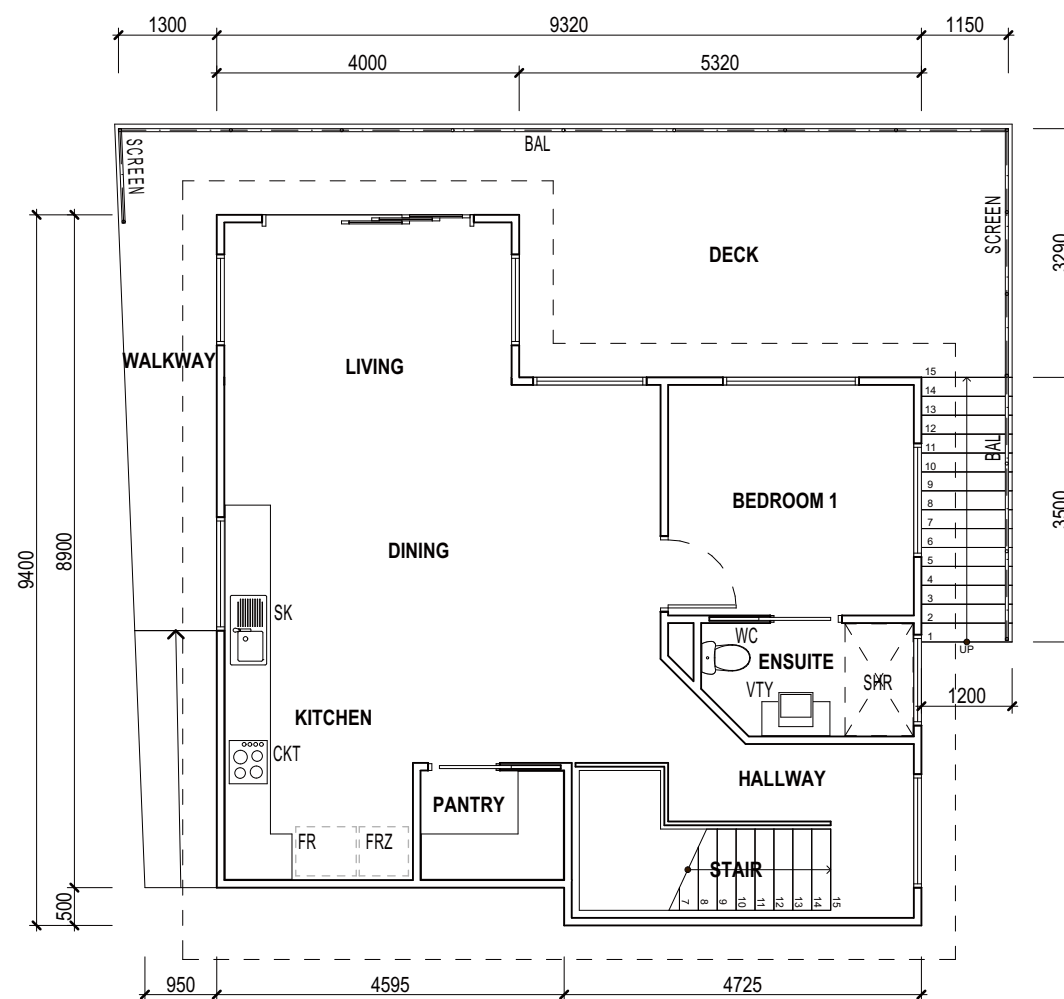 1300
9320
1150
4000
5320
SCREEN
BAL
SCREEN
DECK
3290
WALKWAY
LIVING
15
14
13
12
11
10
9
8
7
6
5
4
3
2
1
UP
BAL
BEDROOM 1
3500
9400
8900
DINING
SK
WC
ENSUITE
VTY
SHR
1200
KITCHEN
CKT
HALLWAY
PANTRY
FR
FRZ
STAIR
7
8
9
10
11
12
13
14
15
500
950
4595
4725